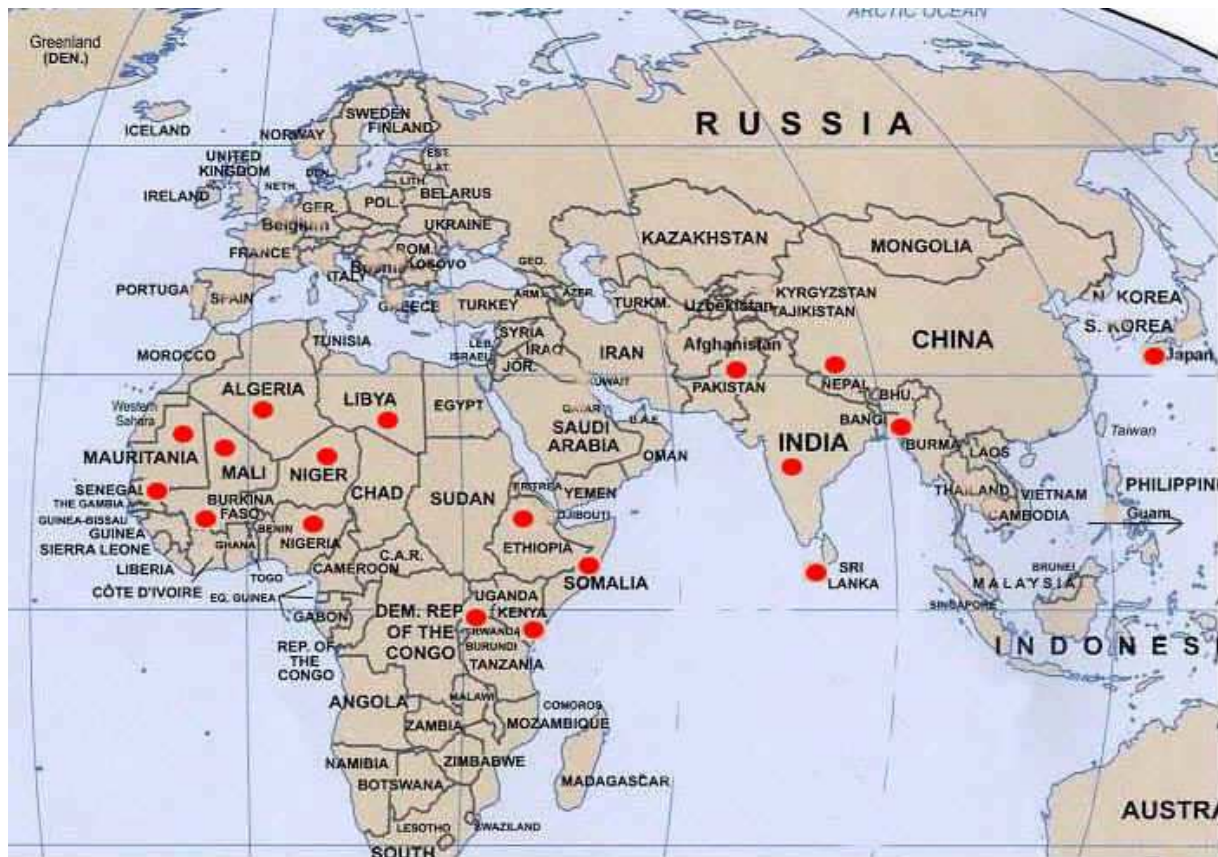 ARCTIC OCEAN
Greenland
(DEN.)
RUSSIA
ICELAND
SWEDEN
FINLAND
NORWAY
UNITED
KINGDOM
EST.
LAT.
DEN.
LITH.
NETH.
IRELAND
BELARUS
GER.
POL.
Belgium
UKRAINE
KAZAKHSTAN
MONGOLIA
FRANCE
ROM.
KOSOVO
GEO.
ITALY
PORTUGA
SPAIN
ARM.
AZER.
TURKM.
Uzbekistan
KYRGYZSTAN
TAJIKISTAN
N. KOREA
GREECE
TURKEY
S. KOREA
TUNISIA
SYRIA
LEB.
ISRAEL
IRAQ
IRAN
Afghanistan
CHINA
Japan
MOROCCO
JOR.
KUWAIT
PAKISTAN
NEPAL
BHU.
ALGERIA
LIBYA
EGYPT
QATAR
U.A.E.
SAUDI
ARABIA
BANGL
Western
Sahara
INDIA
BURMA
Taiwan
OMAN
LAOS
MAURITANIA
MALI
NIGER
CHAD
SUDAN
ERITREA
YEMEN
SENEGAL
THE GAMBIA
BURKINA
FASO
DJIBOUTI
THAILAND
VIETNAM
PHILIPPIN
GUINEA-BISSAU
GUINEA
BENIN
NIGERIA
ETHIOPIA
CAMBODIA
Guam
SIERRA LEONE
GHANA
C.A.R.
LIBERIA
TOGO
CAMEROON
SOMALIA
SRI
LANKA
BRUNEI
MALAYSIA
CÔTE D'IVOIRE
EQ. GUINEA
UGANDA
KENYA
SINGAPORE
GABON
DEM. REP
OF THE
CONGO
RWANDA
BURUNDI
REP. OF
THE
CONGO
TANZANIA
INDONES
ANGOLA
MALAWI
COMOROS
ZAMBIA
MOZAMBIQUE
NAMIBIA
ZIMBABWE
BOTSWANA
MADAGASCAR
AUSTRA
LESOTHO
SWAZILAND
SOUTH